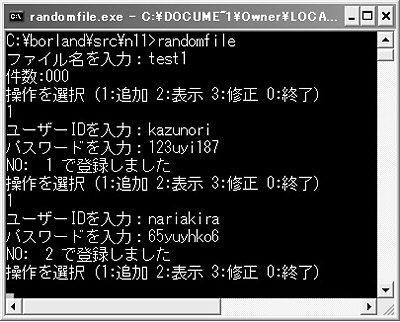 randomfile.exe - C:¥DOCUME~1¥Owner¥LOCA...
C:¥borland¥src¥n11>randomfile
ファイル名を入力：test1
件数:000
操作を選択 (1:追加 2:表示 3:修正 0:終了)
1
ユーザーIDを入力：kazunori
パスワードを入力：123uyi187
NO:  1 で登録しました
操作を選択 (1:追加 2:表示 3:修正 0:終了)
1
ユーザーIDを入力：nariakira
パスワードを入力：65yuyhko6
NO:  2 で登録しました
操作を選択 (1:追加 2:表示 3:修正 0:終了)